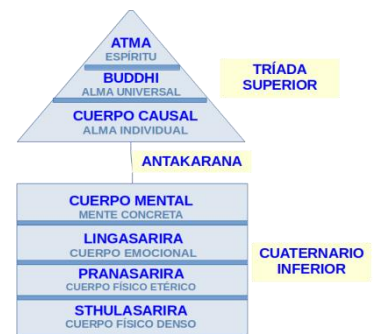 ATMA
ESPÍRITU
BUDDHI
ALMA UNIVERSAL
CUERPO CAUSAL
ALMA INDIVIDUAL
TRÍADA
SUPERIOR
ANTAKARANA
CUERPO MENTAL
MENTE CONCRETA
LINGASARIRA
CUERPO EMOCIONAL
PRANASARIRA
CUERPO FÍSICO ETÉRICO
STHULASARIRA
CUERPO FÍSICO DENSO
CUATERNARIO
INFERIOR